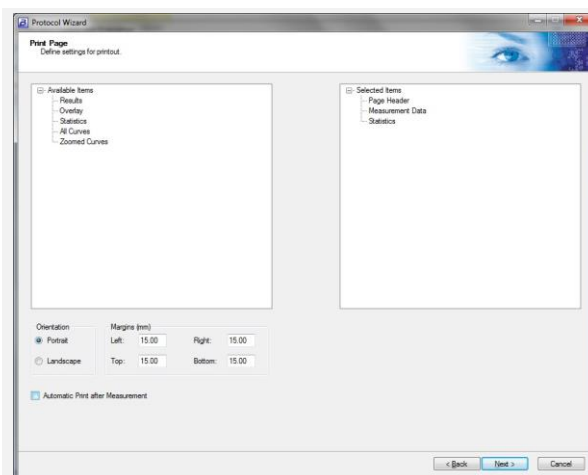 Protocol Wizard
Print Page
Define settings for printout.
Available Items
Results
Overlay
Statistics
All Curves
Zoomed Curves
Selected Items
Page Header
Measurement Data
Statistics
Orientation
Portrait
Landscape
Margins (mm)
Left: 15.00 Right: 15.00
Top: 15.00 Bottom: 15.00
Automatic Print after Measurement
< Back Next > Cancel